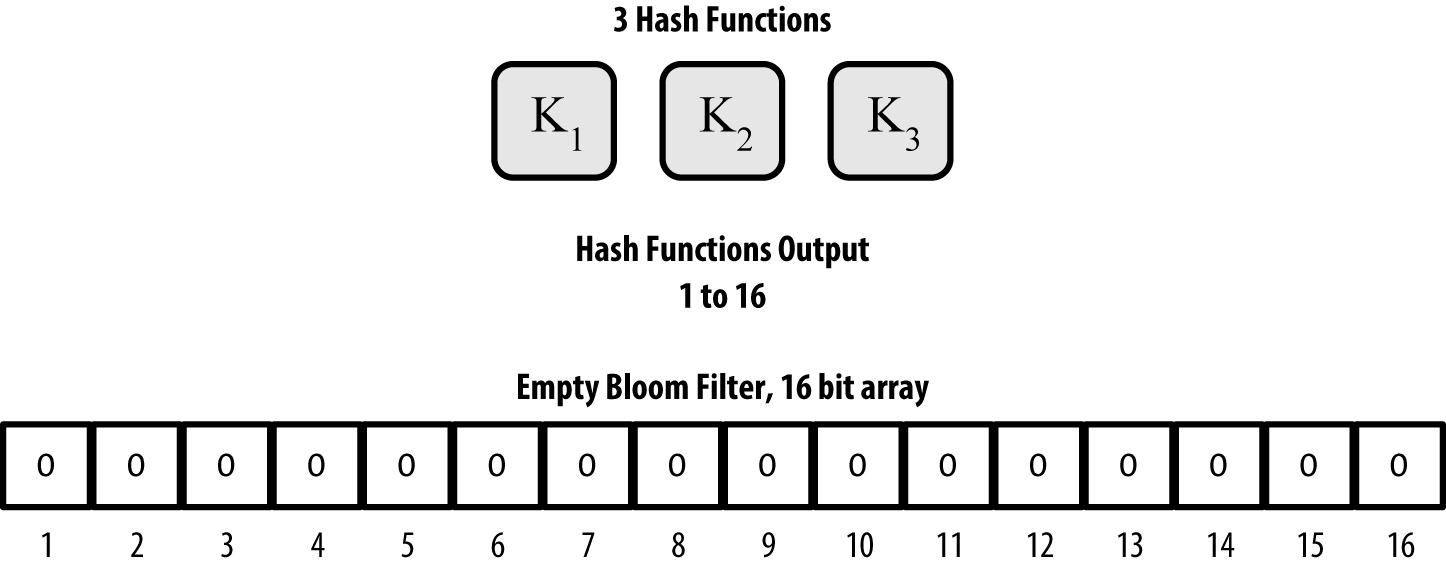 3 Hash Functions
K1 K2 K3
Hash Functions Output
1 to 16
Empty Bloom Filter, 16 bit array
0 0 0 0 0 0 0 0 0 0 0 0 0 0 0 0
1 2 3 4 5 6 7 8 9 10 11 12 13 14 15 16